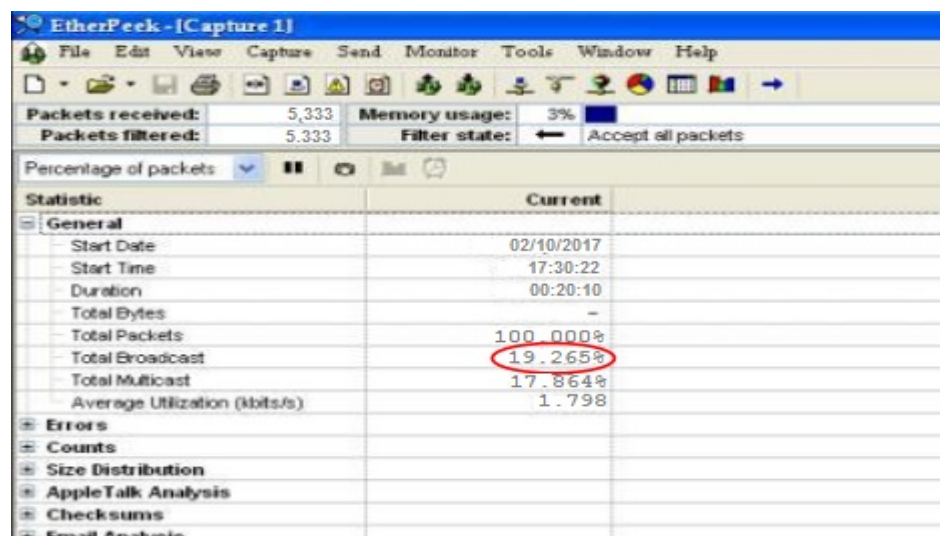 EtherPeek - [Capture 1]
File Edit View Capture Send Monitor Tools Window Help
Packets received: 5,333 Memory usage: 3%
Packets filtered: 5.333 Filter state: Accept all packets
Percentage of packets
Statistic Current
General
Start Date 02/10/2017
Start Time 17:30:22
Duration 00:20:10
Total Bytes -
Total Packets 100.000%
Total Broadcast 19.265%
Total Multicast 17.864%
Average Utilization (kbits/s) 1.798
Errors
Counts
Size Distribution
AppleTalk Analysis
Checksums
Email Analysis